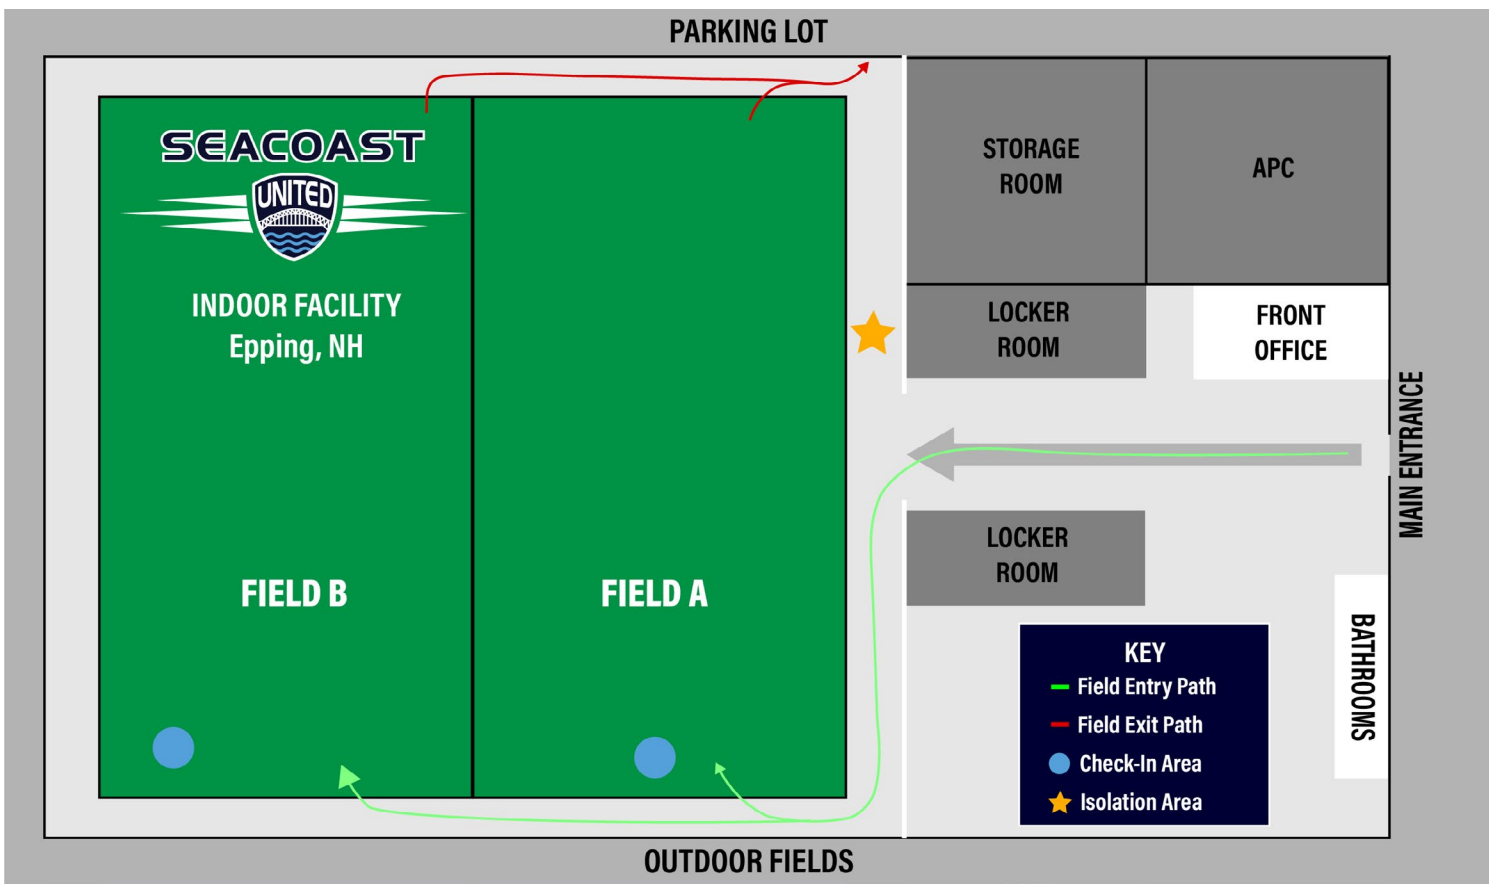 PARKING LOT
SEACOAST
UNITED
INDOOR FACILITY
Epping, NH
FIELD B
FIELD A
STORAGE
ROOM
APC
LOCKER
ROOM
FRONT
OFFICE
MAIN ENTRANCE
LOCKER
ROOM
BATHROOMS
KEY
Field Entry Path
Field Exit Path
Check-In Area
Isolation Area
OUTDOOR FIELDS